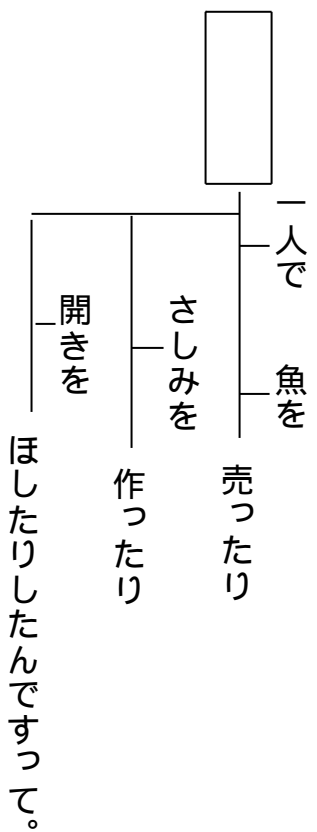 一人で
魚を
売ったり
さしみを
作ったり
開きを
ほしたりしたんですって。